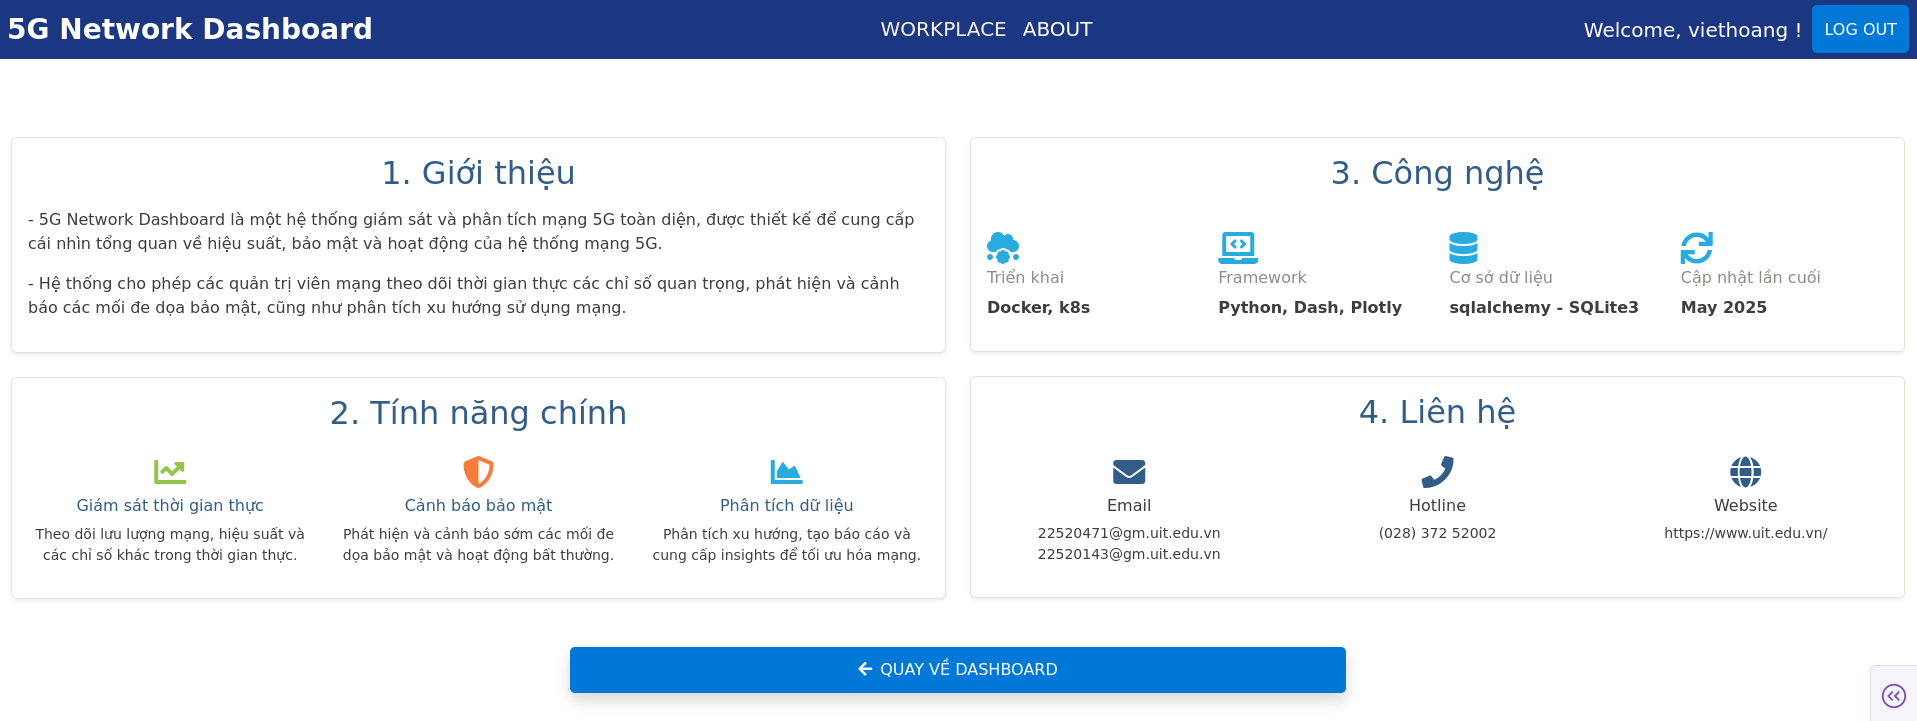 5G Network Dashboard
WORKPLACE ABOUT
Welcome, viethoang !
LOG OUT
1. Giới thiệu
- 5G Network Dashboard là một hệ thống giám sát và phân tích mạng 5G toàn diện, được thiết kế để cung cấp
cái nhìn tổng quan về hiệu suất, bảo mật và hoạt động của hệ thống mạng 5G.
- Hệ thống cho phép các quản trị viên mạng theo dõi thời gian thực các chỉ số quan trọng, phát hiện và cảnh
báo các mối đe dọa bảo mật, cũng như phân tích xu hướng sử dụng mạng.
2. Tính năng chính
Giám sát thời gian thực
Theo dõi lưu lượng mạng, hiệu suất và
các chỉ số khác trong thời gian thực.
Cảnh báo bảo mật
Phát hiện và cảnh báo sớm các mối đe
dọa bảo mật và hoạt động bất thường.
Phân tích dữ liệu
Phân tích xu hướng, tạo báo cáo và
cung cấp insights để tối ưu hóa mạng.
3. Công nghệ
Triển khai
Docker, k8s
Framework
Python, Dash, Plotly
Cơ sở dữ liệu
sqlalchemy - SQLite3
Cập nhật lần cuối
May 2025
4. Liên hệ
Email
22520471@gm.uit.edu.vn
22520143@gm.uit.edu.vn
Hotline
(028) 372 52002
Website
https://www.uit.edu.vn/
QUAY VỀ DASHBOARD